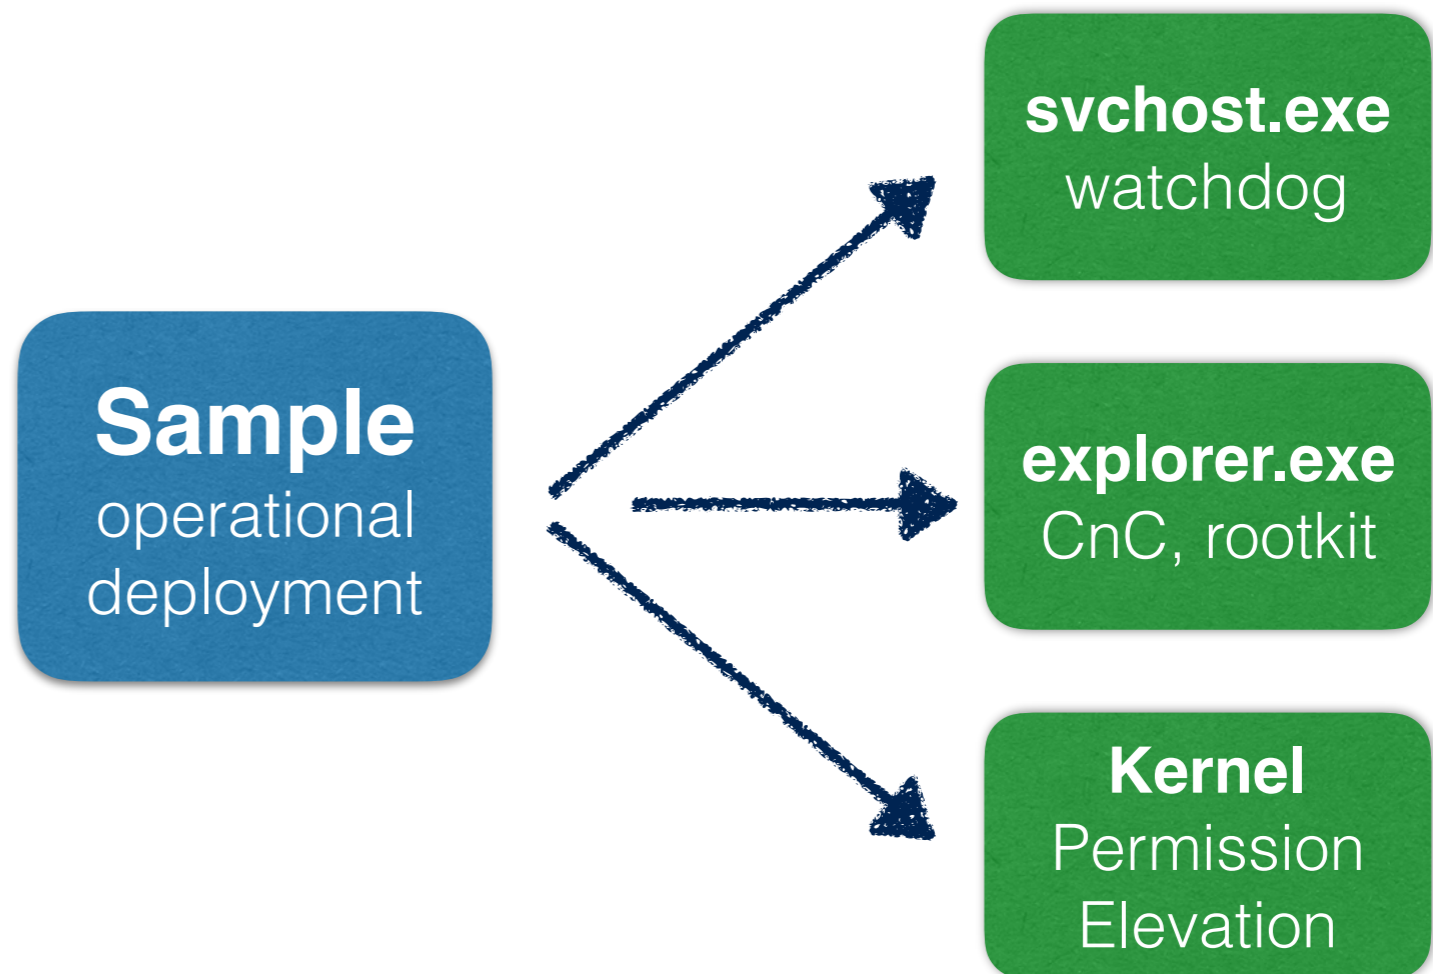 Sample
operational
deployment
svchost.exe
watchdog
explorer.exe
CnC, rootkit
Kernel
Permission
Elevation